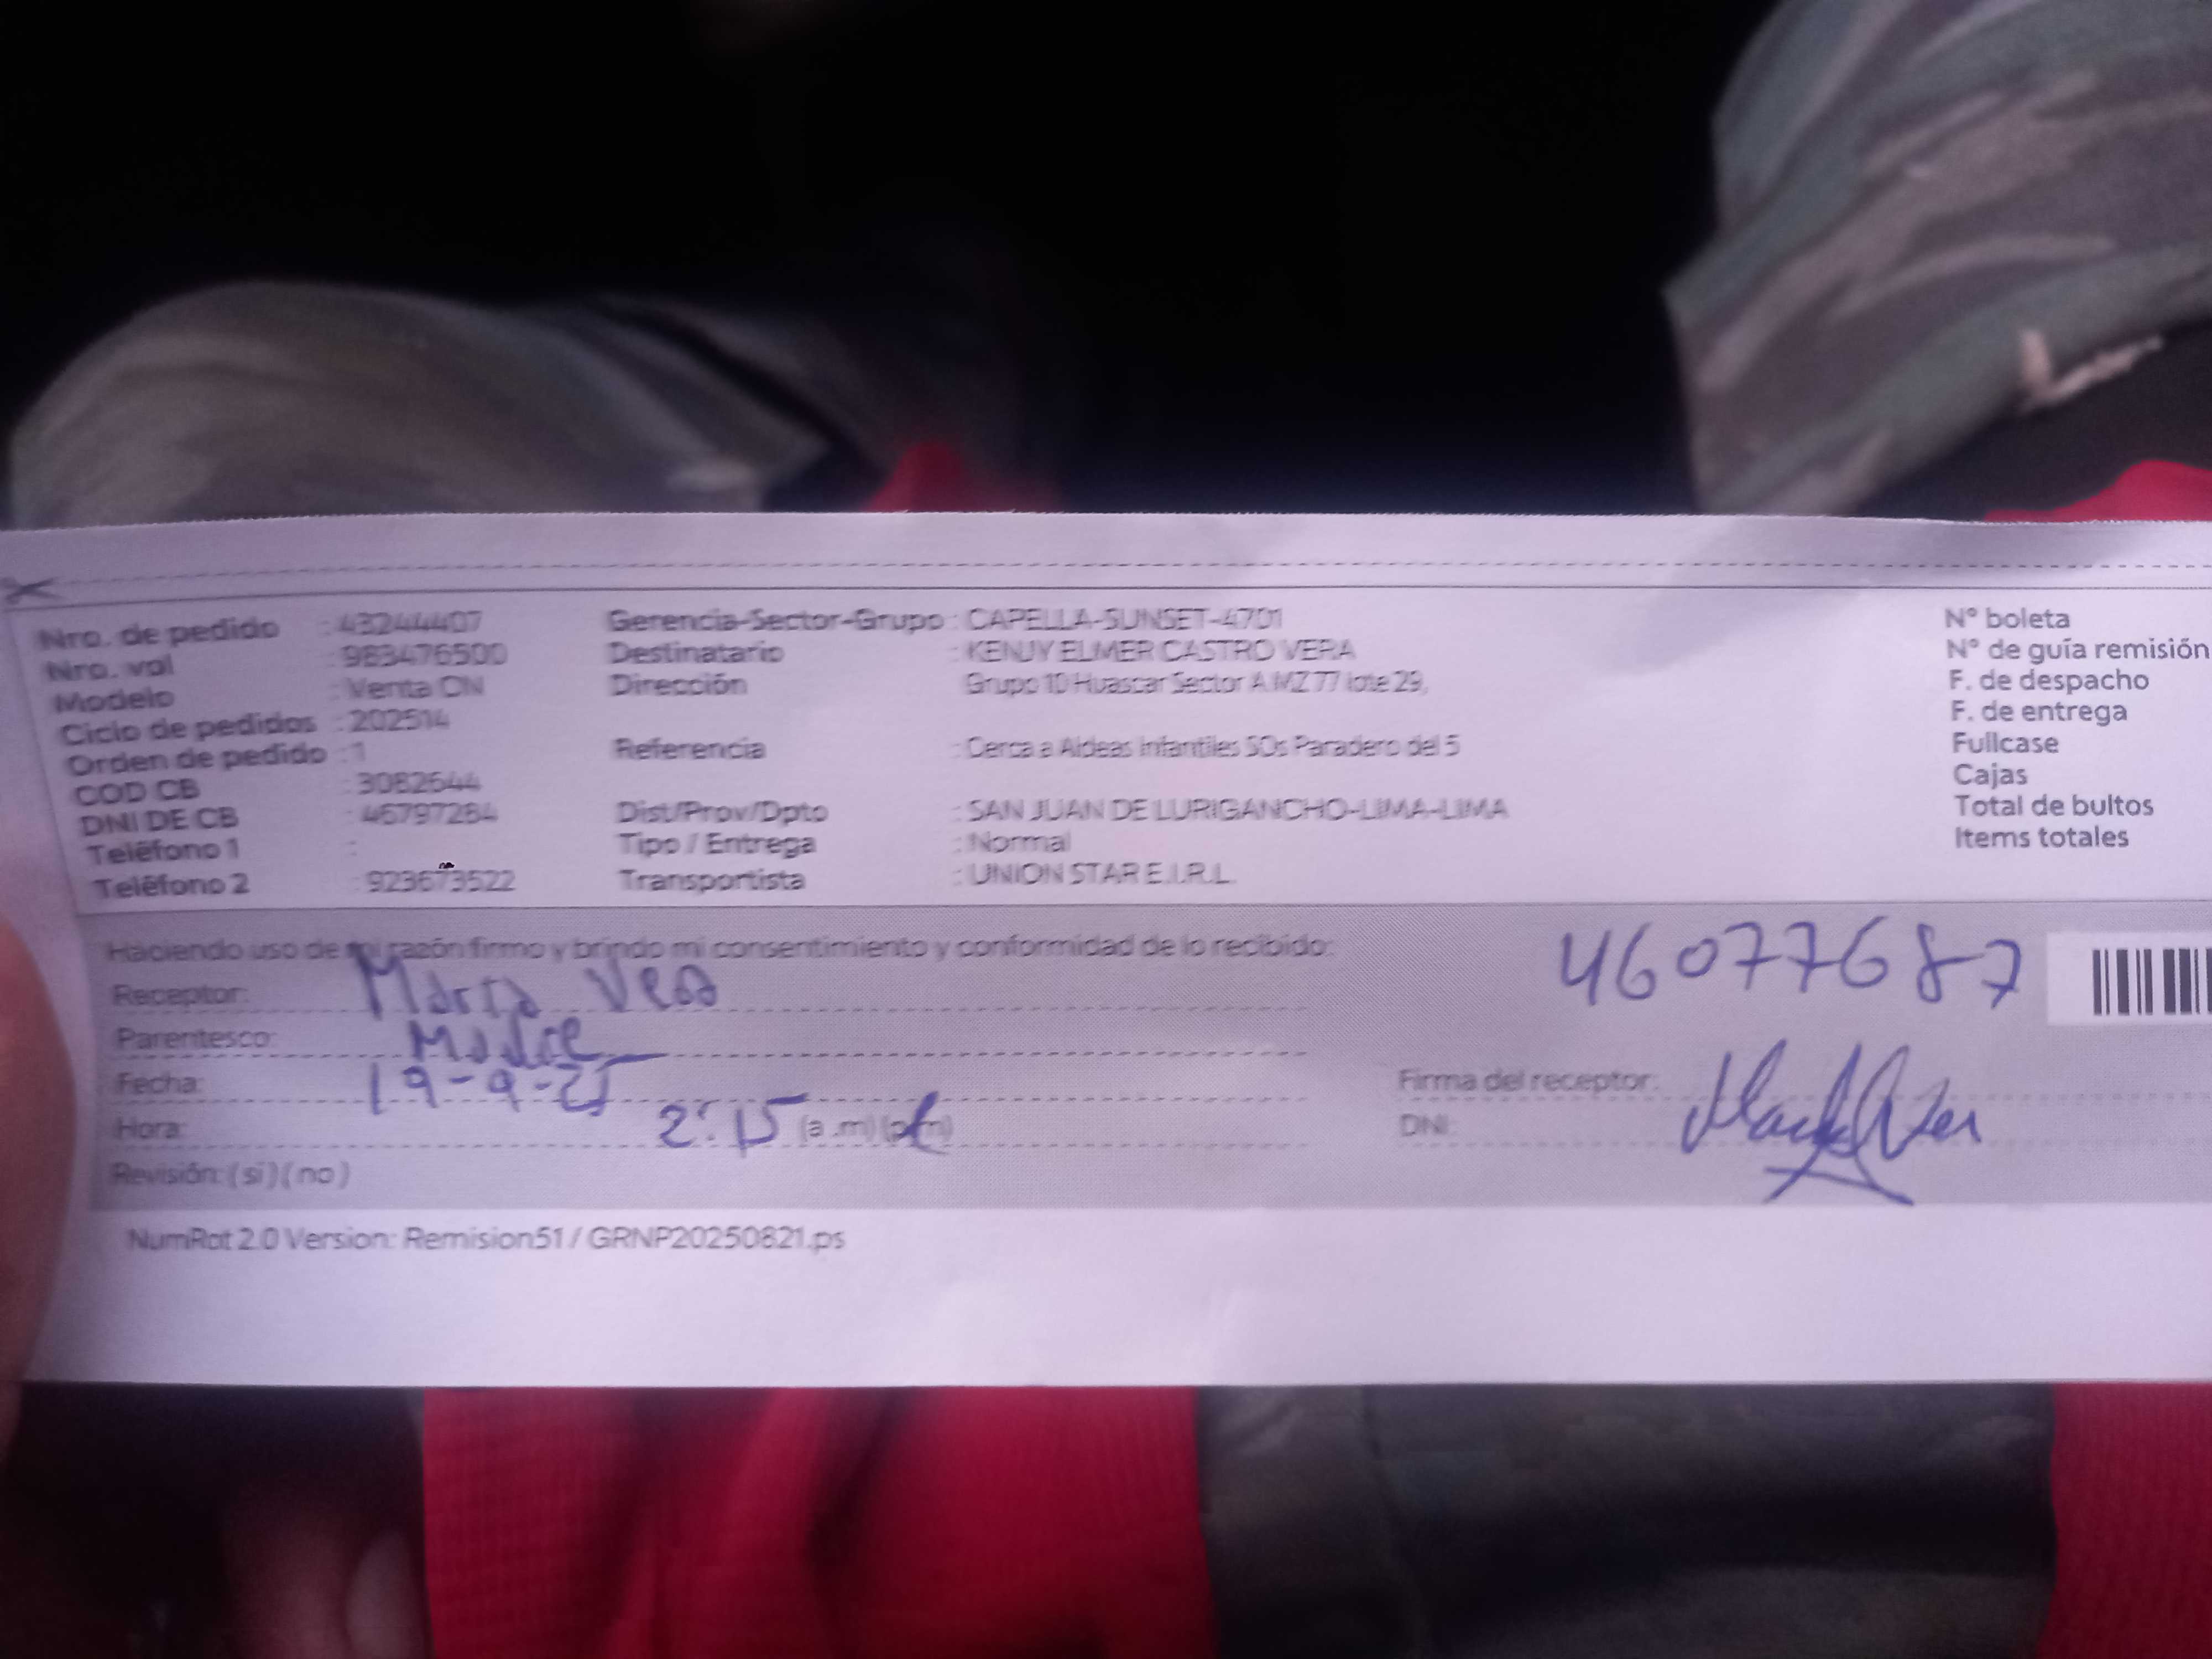 Nro. de pedido : 43244407
Nro. vol : 983476500
Modelo : Venta CN
Ciclo de pedidos : 202514
Orden de pedido : 1
COD CB : 3082644
DNI DE CB : 46797284
Teléfono 1 :
Teléfono 2 : 923673522
Gerencia-Sector-Grupo : CAPELLA-SUNSET-4701
Destinatario : KENJY ELMER CASTRO VERA
Dirección Grupo 10 Huascar Sector A MZ 77 lote 29,
Referencia : Cerca a Aldeas Infantiles SOs Paradero del 5
Dist/Prov/Dpto : SAN JUAN DE LURIGANCHO-LIMA-LIMA
Tipo / Entrega : Normal
Transportista : UNION STAR E.I.R.L.
N° boleta
N° de guía remisión
F. de despacho
F. de entrega
Fullcase
Cajas
Total de bultos
Items totales
Haciendo uso de mi razón firmo y brindo mi consentimiento y conformidad de lo recibido:
Receptor: Vera
Parentesco: Madre
Fecha: 19-9-25
Hora: 2:15 (a .m) (p.m)
Revisión: ( si ) ( no )
46077687
Firma del receptor:
DNI:
NumRot 2.0 Version: Remision51 / GRNP20250821.ps